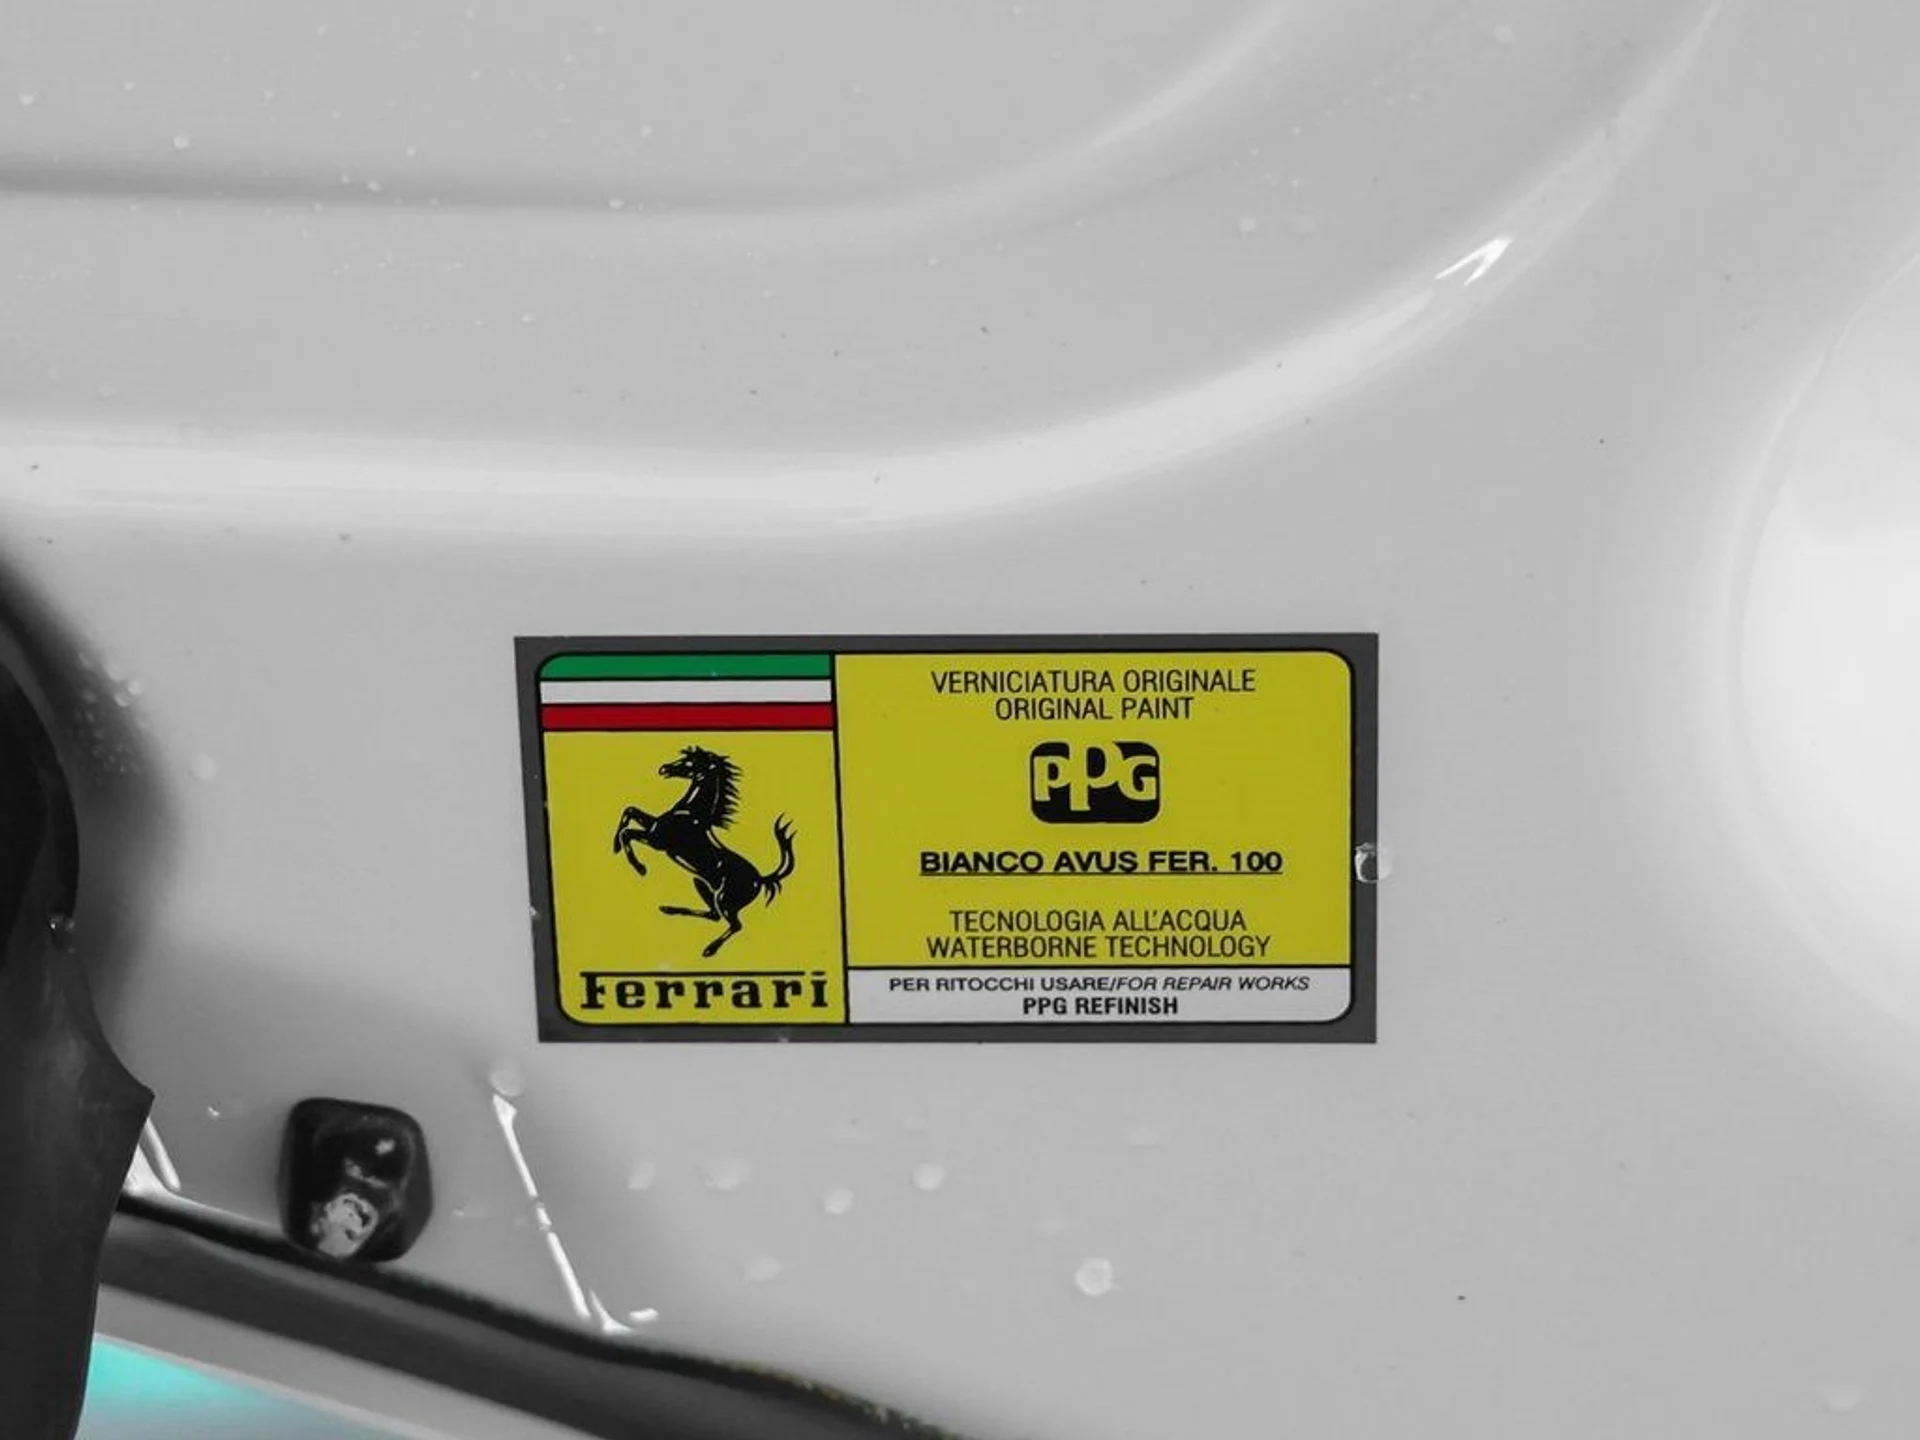 VERNICIATURA ORIGINALE
ORIGINAL PAINT
PPG
BIANCO AVUS FER. 100
TECNOLOGIA ALL'ACQUA
WATERBORNE TECHNOLOGY
PER RITOCCHI USARE/FOR REPAIR WORKS
PPG REFINISH
Ferrari